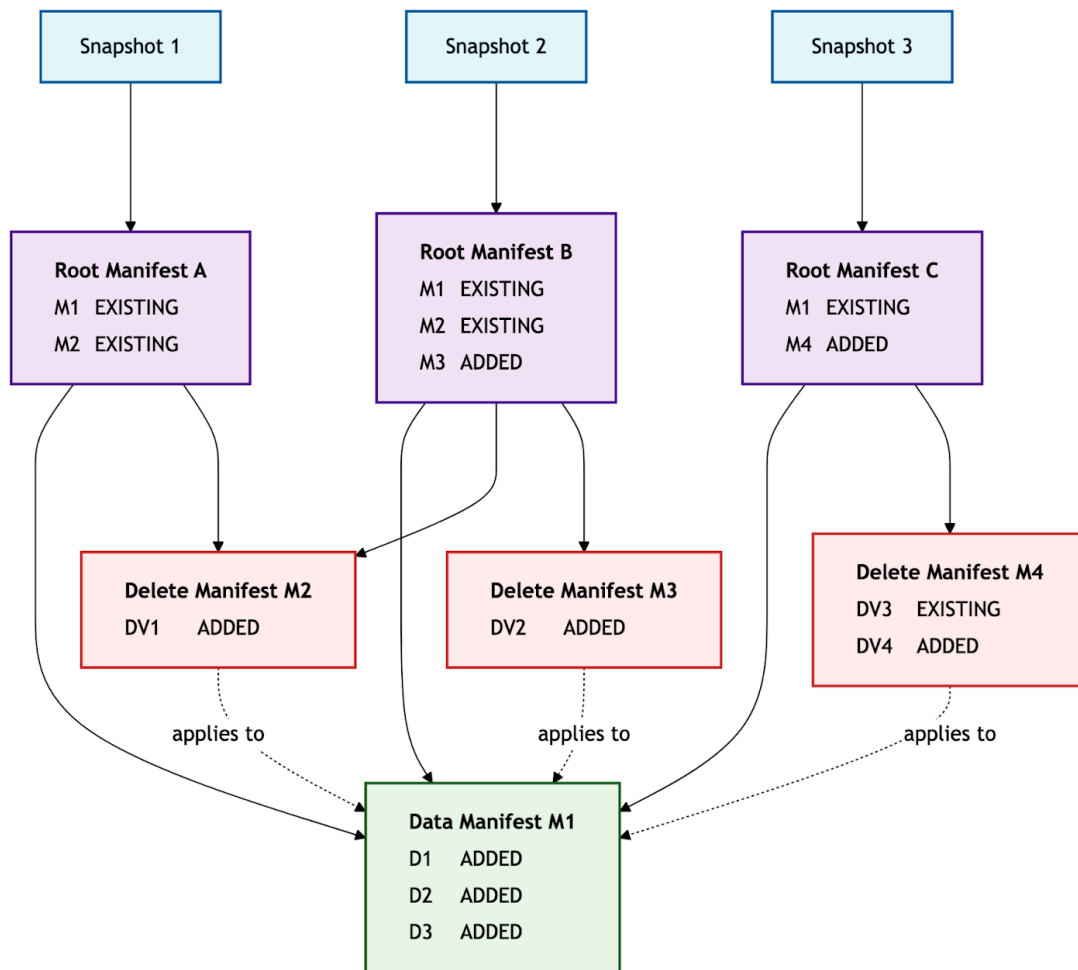 Snapshot 1
Snapshot 2
Snapshot 3
Root Manifest A
M1 EXISTING
M2 EXISTING
Root Manifest B
M1 EXISTING
M2 EXISTING
M3 ADDED
Root Manifest C
M1 EXISTING
M4 ADDED
Delete Manifest M2
DV1 ADDED
Delete Manifest M3
DV2 ADDED
Delete Manifest M4
DV3 EXISTING
DV4 ADDED
applies to
applies to
applies to
Data Manifest M1
D1 ADDED
D2 ADDED
D3 ADDED